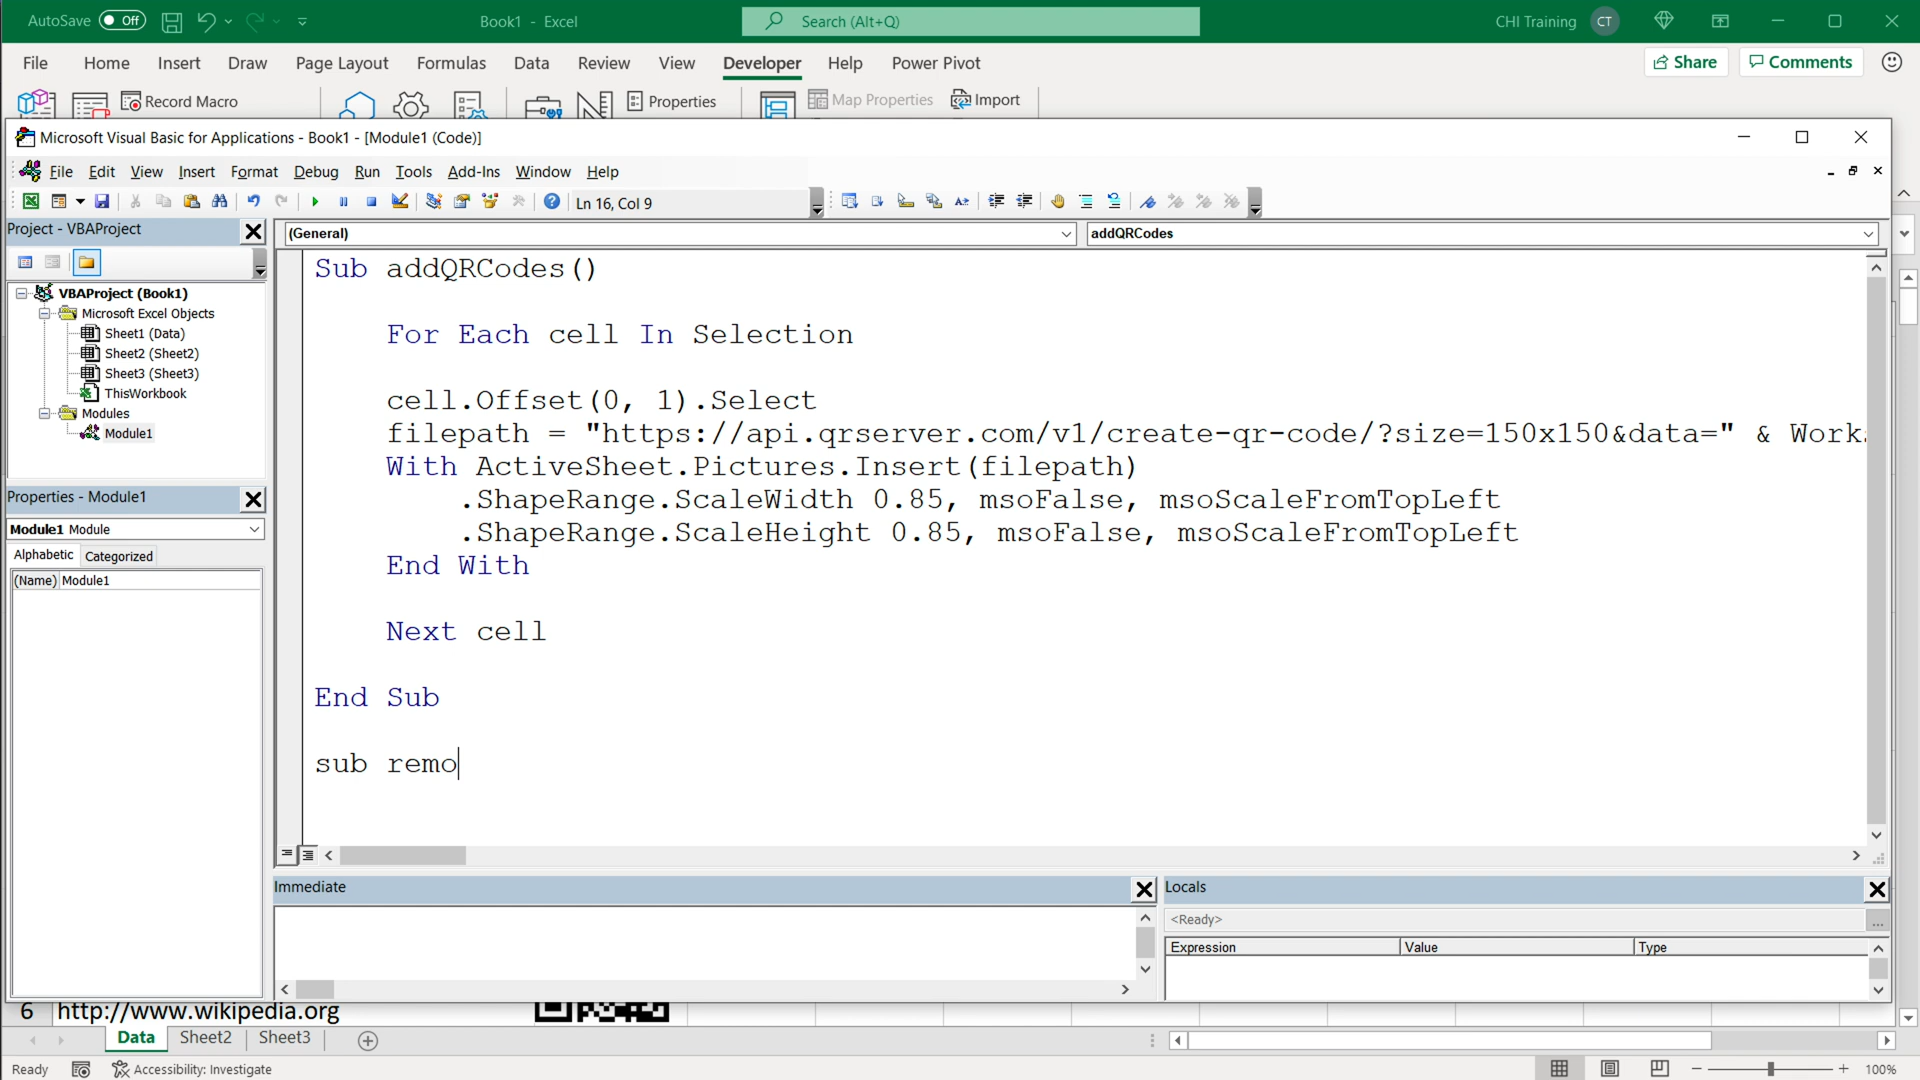 AutoSave Off Book1 - Excel Search (Alt+Q) CHI Training CT
File Home Insert Draw Page Layout Formulas Data Review View Developer Help Power Pivot Share Comments
Record Macro Properties Map Properties Import
Microsoft Visual Basic for Applications - Book1 - [Module1 (Code)]
File Edit View Insert Format Debug Run Tools Add-Ins Window Help
Ln 16, Col 9
Project - VBAProject
(General) addQRCodes
VBAProject (Book1)
Microsoft Excel Objects
Sheet1 (Data)
Sheet2 (Sheet2)
Sheet3 (Sheet3)
ThisWorkbook
Modules
Module1
Properties - Module1
Module1 Module
Alphabetic Categorized
(Name) Module1
Sub addQRCodes()
For Each cell In Selection
cell.Offset(0, 1).Select
filepath = "https://api.qrserver.com/v1/create-qr-code/?size=150x150&data=" & Work
With ActiveSheet.Pictures.Insert(filepath)
.ShapeRange.ScaleWidth 0.85, msoFalse, msoScaleFromTopLeft
.ShapeRange.ScaleHeight 0.85, msoFalse, msoScaleFromTopLeft
End With
Next cell
End Sub
sub remo
Immediate
Locals
<Ready>
Expression Value Type
6 http://www.wikipedia.org
Data Sheet2 Sheet3
Ready Accessibility: Investigate 100%